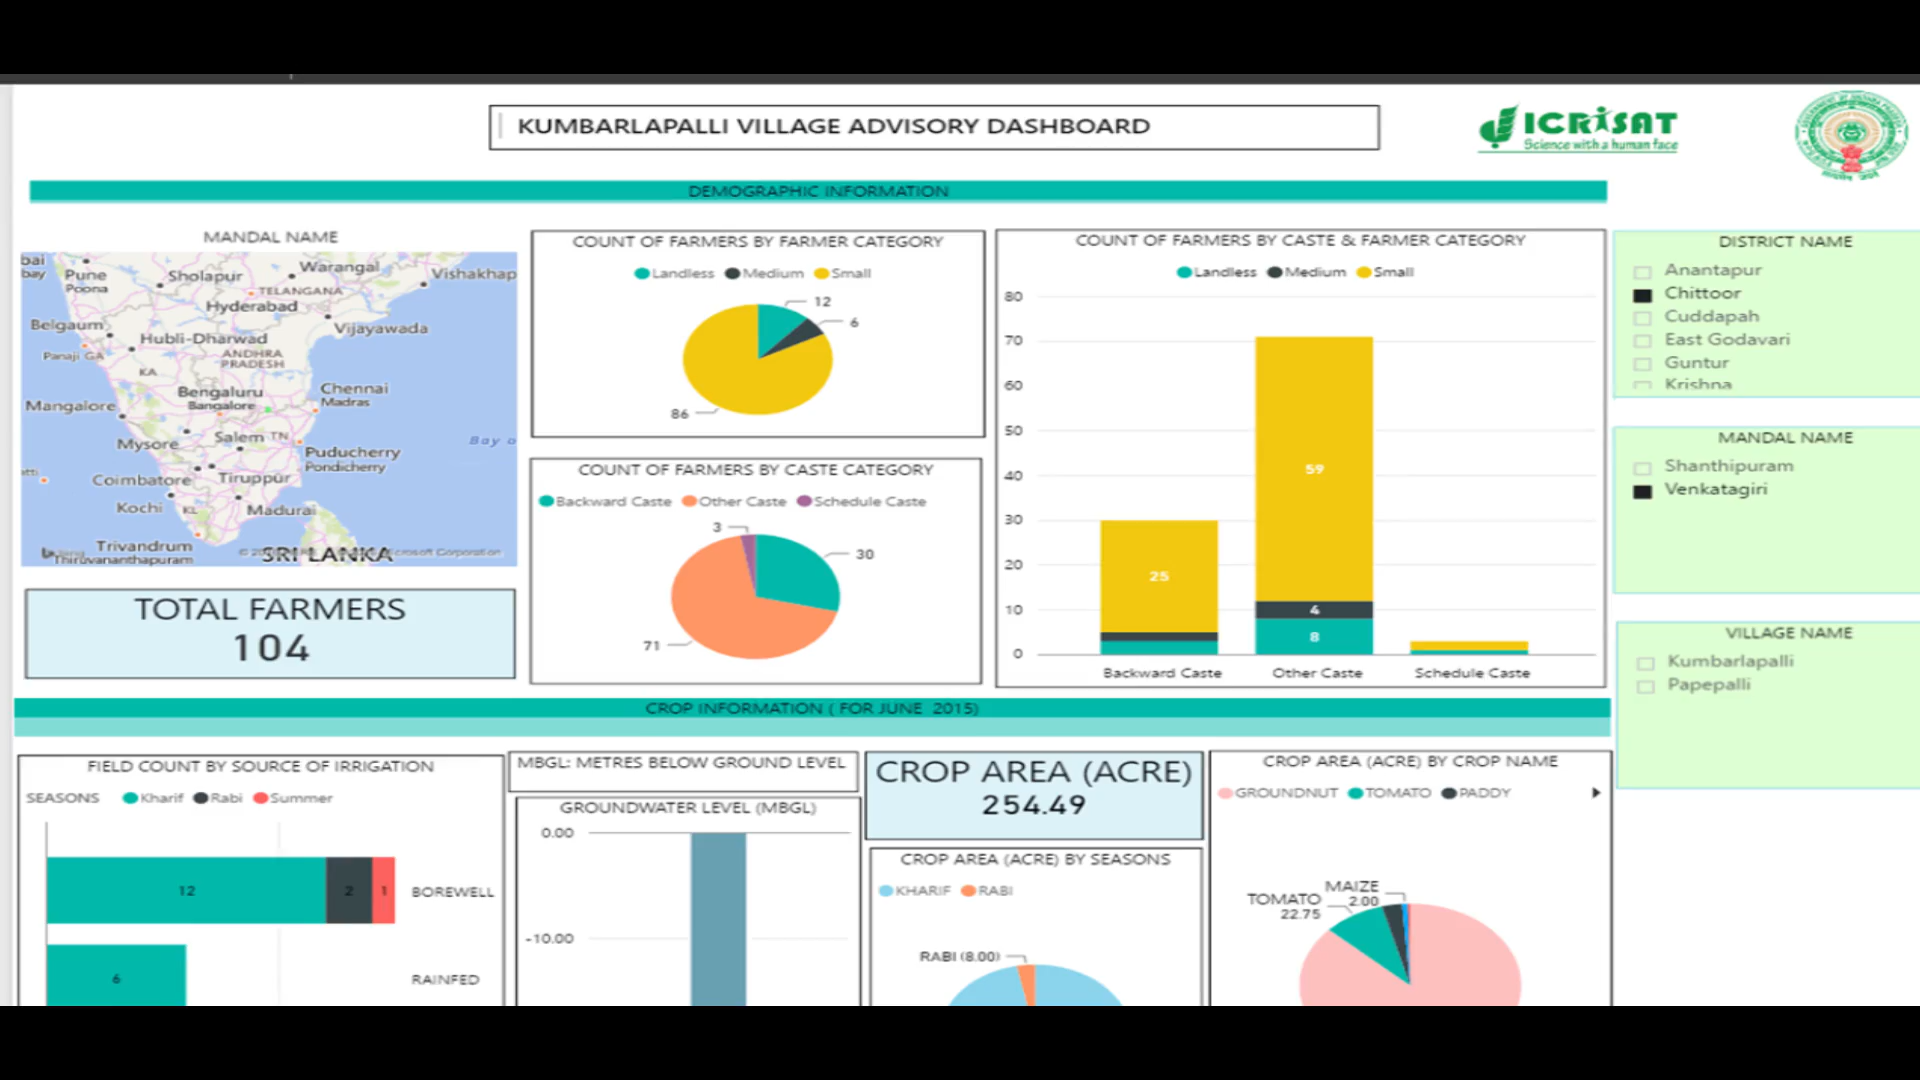 KUMBARLAPALLI VILLAGE ADVISORY DASHBOARD
ICRISAT
Science with a human face
DEMOGRAPHIC INFORMATION
MANDAL NAME
bai
bay
Pune
Poona
Sholapur
Warangal
Vishakhap
TELANGANA
Hyderabad
Belgaum
Vijayawada
Hubli-Dharwad
Panaji GA
ANDHRA
PRADESH
KA
Bengaluru
Bangalore
Chennai
Madras
Mangalore
Mysore
Salem TN
Bay o
Puducherry
Pondicherry
Coimbatore
Tiruppur
Kochi
KL
Madurai
Trivandrum
Thiruvananthapuram
SRI LANKA
Microsoft Corporation
TOTAL FARMERS
104
COUNT OF FARMERS BY FARMER CATEGORY
Landless Medium Small
12
6
86
COUNT OF FARMERS BY CASTE CATEGORY
Backward Caste Other Caste Schedule Caste
3
30
71
COUNT OF FARMERS BY CASTE & FARMER CATEGORY
Landless Medium Small
80
70
60
50
40
30
20
10
0
25
59
4
8
Backward Caste Other Caste Schedule Caste
DISTRICT NAME
Anantapur
Chittoor
Cuddapah
East Godavari
Guntur
Krishna
MANDAL NAME
Shanthipuram
Venkatagiri
VILLAGE NAME
Kumbarlapalli
Papepalli
CROP INFORMATION ( FOR JUNE 2015)
FIELD COUNT BY SOURCE OF IRRIGATION
SEASONS Kharif Rabi Summer
12 2 1 BOREWELL
6 RAINFED
MBGL: METRES BELOW GROUND LEVEL
GROUNDWATER LEVEL (MBGL)
0.00
-10.00
CROP AREA (ACRE)
254.49
CROP AREA (ACRE) BY SEASONS
KHARIF RABI
RABI (8.00)
CROP AREA (ACRE) BY CROP NAME
GROUNDNUT TOMATO PADDY
MAIZE
2.00
TOMATO
22.75